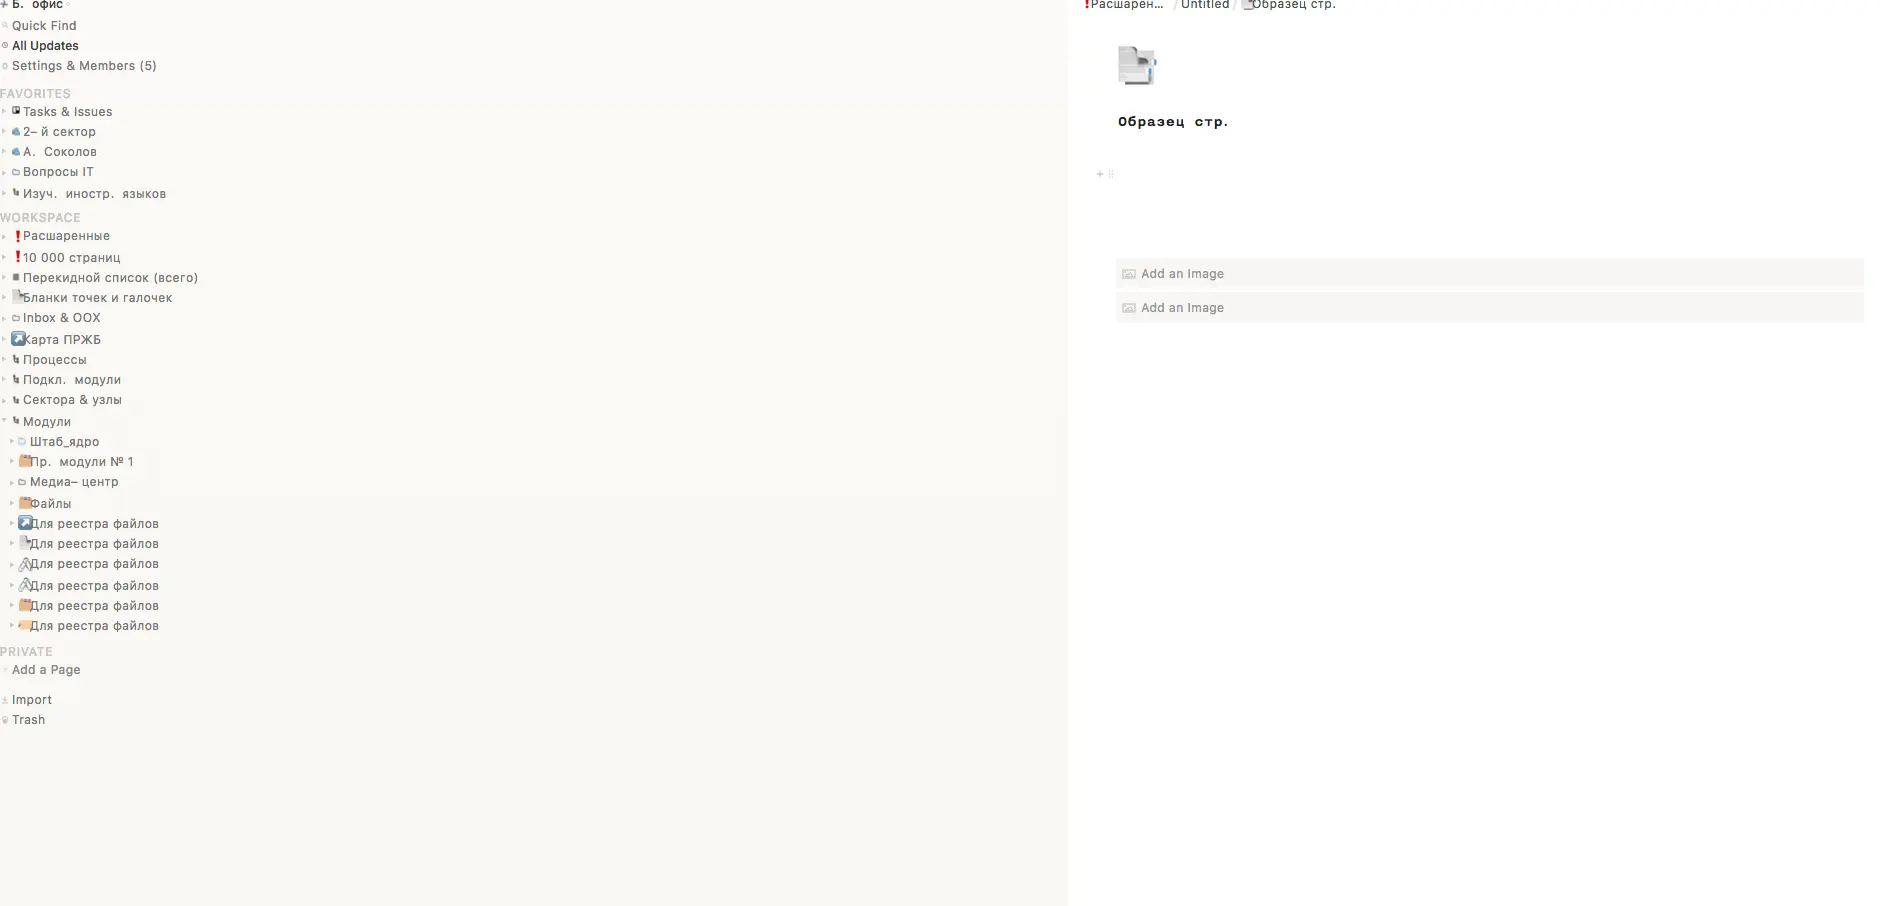 Б. офис
Quick Find
All Updates
Settings & Members (5)
FAVORITES
Tasks & Issues
2– й сектор
А. Соколов
Вопросы IT
Изуч. иностр. языков
WORKSPACE
❗Расшаренные
❗10 000 страниц
Перекидной список (всего)
Бланки точек и галочек
Inbox & OOX
Карта ПРЖБ
Процессы
Подкл. модули
Сектора & узлы
Модули
Штаб_ядро
Пр. модули № 1
Медиа– центр
Файлы
Для реестра файлов
Для реестра файлов
Для реестра файлов
Для реестра файлов
Для реестра файлов
Для реестра файлов
PRIVATE
Add a Page
Import
Trash
❗Расшарен... / Untitled / Образец стр.
Образец стр.
Add an Image
Add an Image